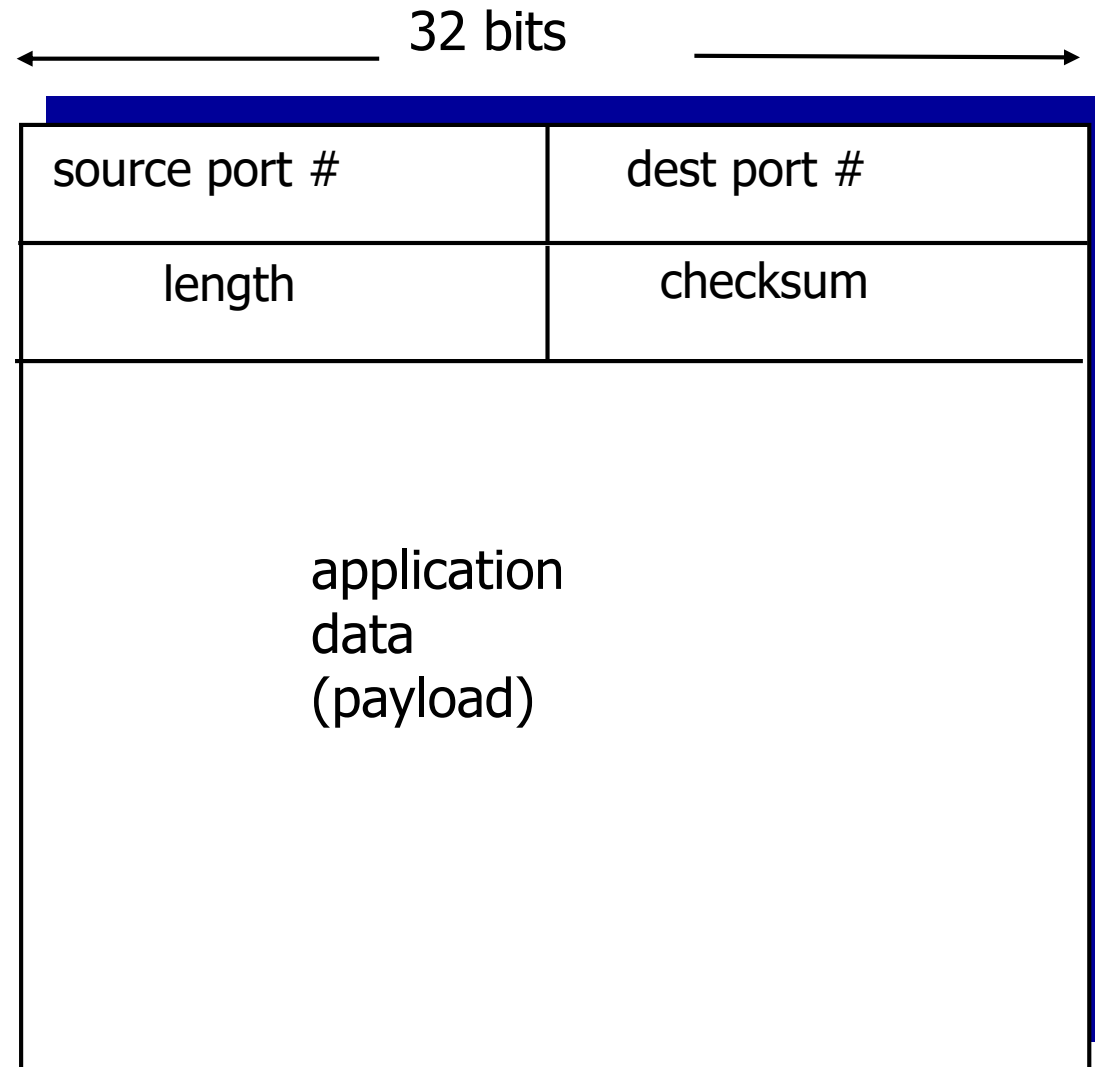 32 bits
source port #
dest port #
length
checksum
application
data
(payload)